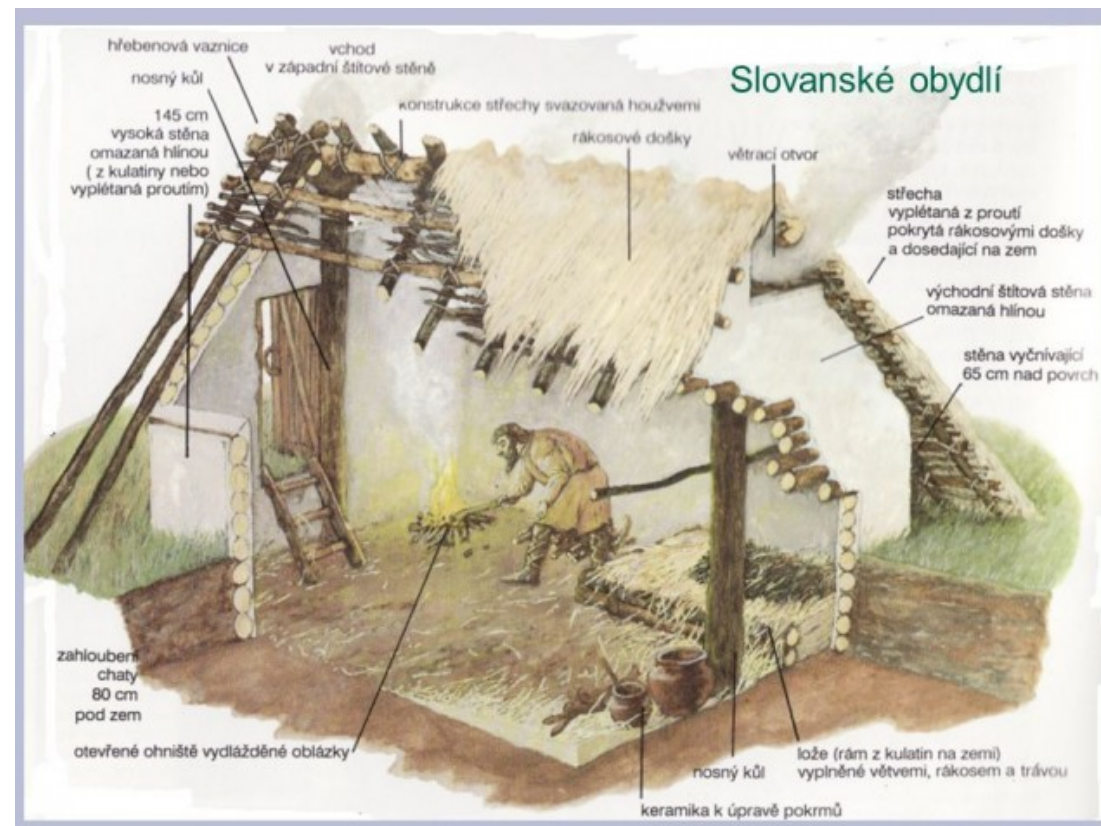 Slovanské obydlí
hřebenová vaznice
vchod
v západní štítové stěně
nosný kůl
konstrukce střechy svazovaná houžvemi
145 cm
vysoká stěna
omazaná hlínou
( z kulatiny nebo
vyplétaná proutím)
rákosové došky
větrací otvor
střecha
vyplétaná z proutí
pokrytá rákosovými došky
a dosedající na zem
východní štítová stěna
omazaná hlínou
stěna vyčnívající
65 cm nad povrch
zahloubení
chaty
80 cm
pod zem
otevřené ohniště vydlážděné oblázky
nosný kůl
lože (rám z kulatin na zemi)
vyplněné větvemi, rákosem a trávou
keramika k úpravě pokrmů